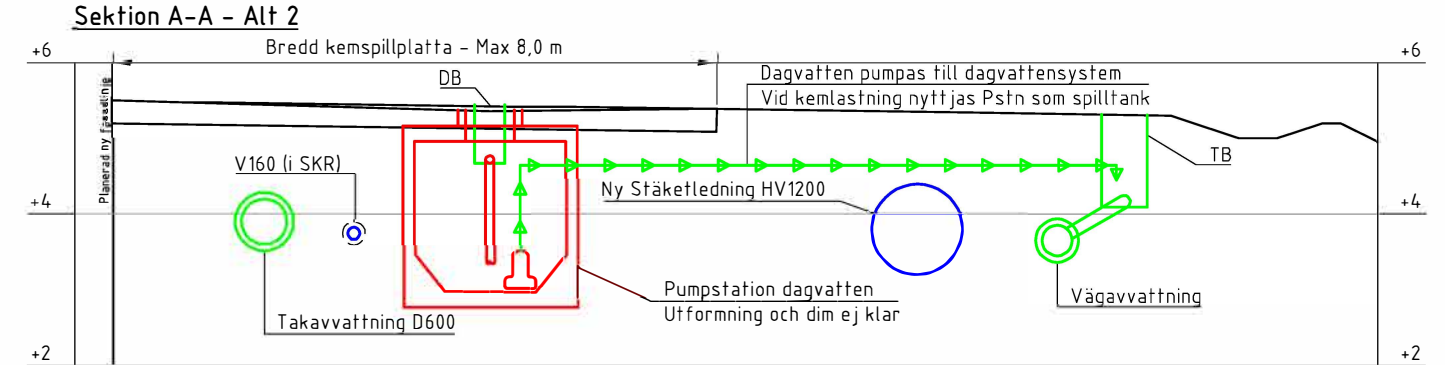 Sektion A-A - Alt 2
+6
Bredd kemspillplatta - Max 8,0 m
+6
DB
Dagvatten pumpas till dagvattensystem
Vid kemlastning nyttjas Pstn som spilltank
Planerad ny fasadlinje
V160 (i SKR)
TB
Ny Stäketledning HV1200
+4
+4
Pumpstation dagvatten
Utformning och dim ej klar
Vägavvattning
Takavvattning D600
+2
+2